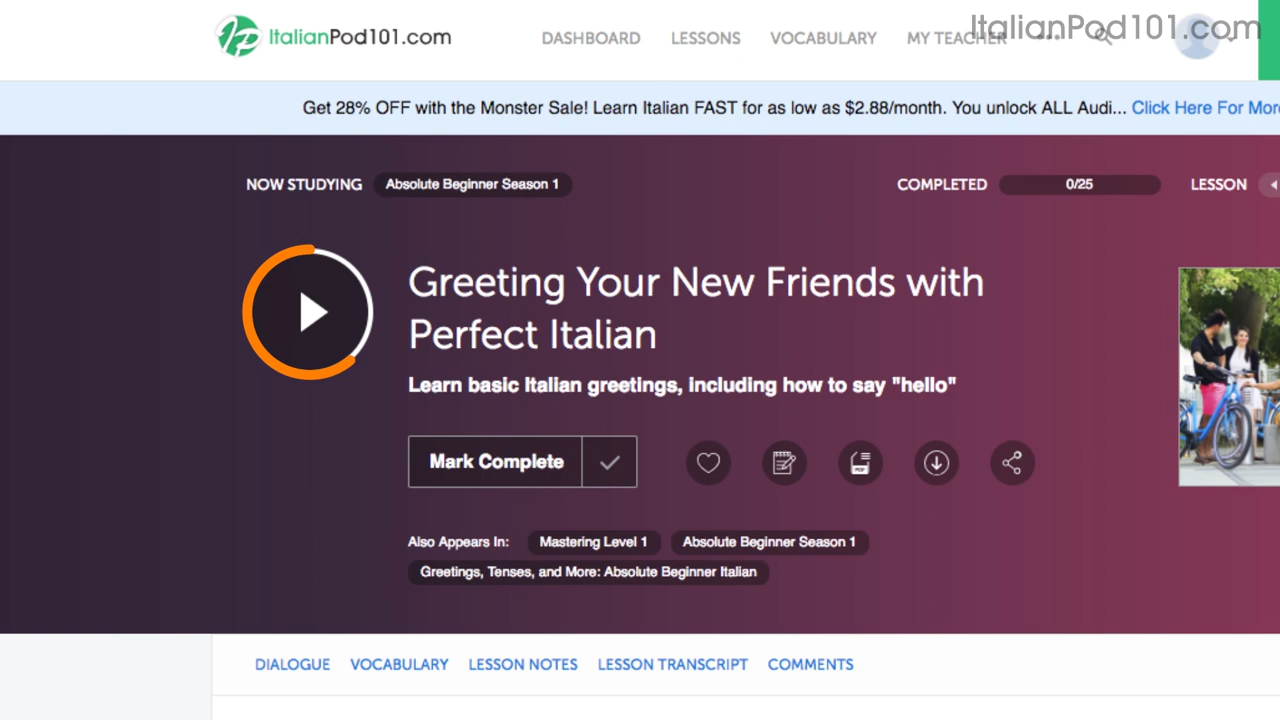 ItalianPod101.com
DASHBOARD LESSONS VOCABULARY MY TEACHER
ItalianPod101.com
Get 28% OFF with the Monster Sale! Learn Italian FAST for as low as $2.88/month. You unlock ALL Audi... Click Here For More
NOW STUDYING Absolute Beginner Season 1 COMPLETED 0/25 LESSON
Greeting Your New Friends with
Perfect Italian
Learn basic Italian greetings, including how to say "hello"
Mark Complete
PDF
Also Appears In: Mastering Level 1 Absolute Beginner Season 1
Greetings, Tenses, and More: Absolute Beginner Italian
DIALOGUE VOCABULARY LESSON NOTES LESSON TRANSCRIPT COMMENTS